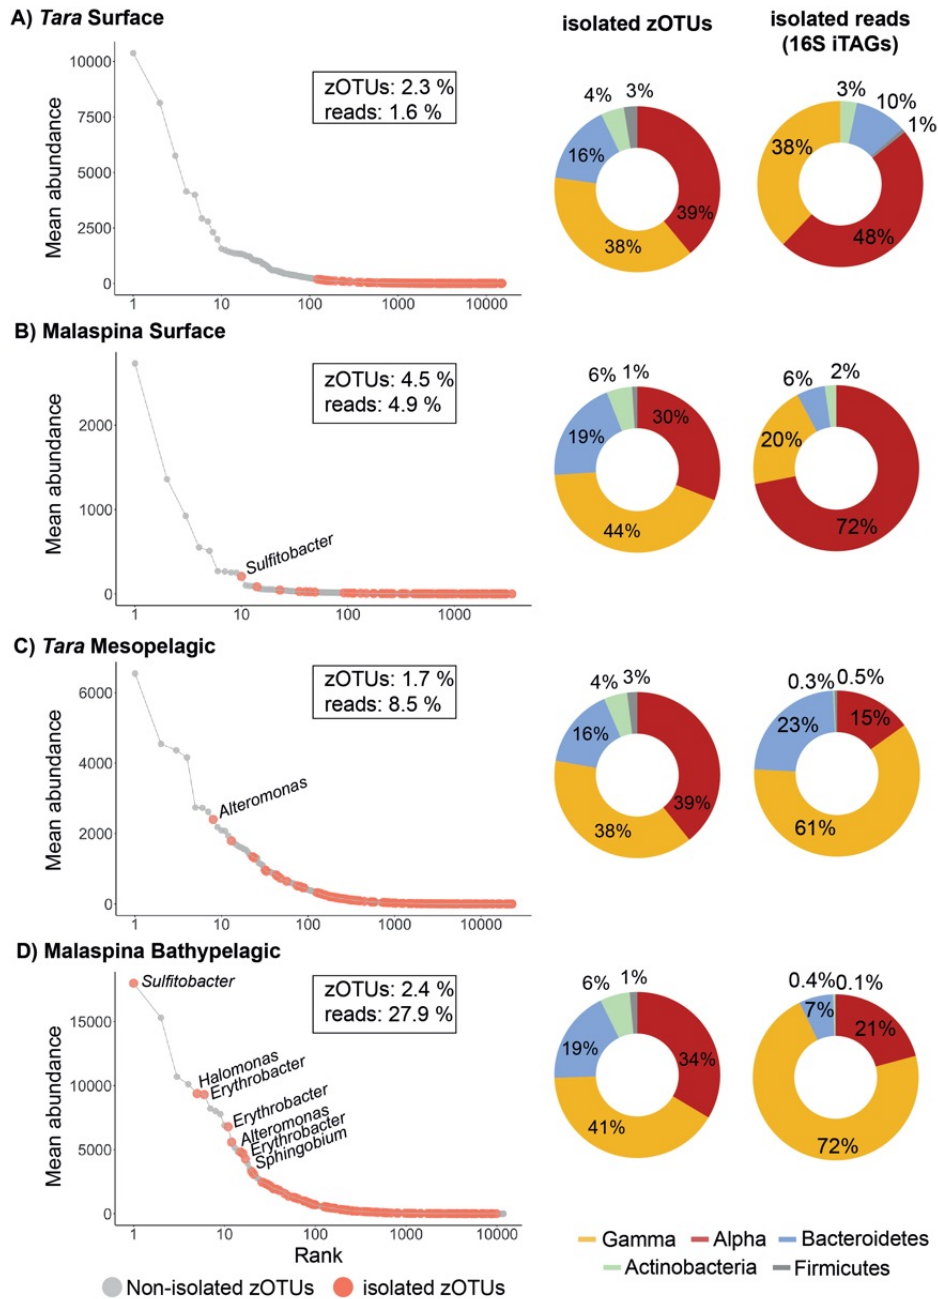 A) Tara Surface
isolated zOTUs
isolated reads
(16S iTAGs)
Mean abundance
10000
7500
5000
2500
0
1
10
100
1000
10000
zOTUs: 2.3 %
reads: 1.6 %
4%
3%
16%
39%
38%
3%
10%
1%
38%
48%
B) Malaspina Surface
Mean abundance
2000
1000
0
1
10
1000
Sulfitobacter
zOTUs: 4.5 %
reads: 4.9 %
6%
1%
30%
19%
44%
6%
2%
20%
72%
C) Tara Mesopelagic
Mean abundance
6000
4000
2000
0
1
10
100
1000
10000
Alteromonas
zOTUs: 1.7 %
reads: 8.5 %
4%
3%
16%
39%
38%
0.3%
0.5%
23%
15%
61%
D) Malaspina Bathypelagic
Mean abundance
15000
10000
5000
0
1
10
100
1000
10000
Rank
Sulfitobacter
Halomonas
Erythrobacter
Erythrobacter
Alteromonas
Erythrobacter
Sphingobium
zOTUs: 2.4 %
reads: 27.9 %
6%
1%
19%
34%
41%
0.4%
0.1%
7%
21%
72%
Non-isolated zOTUs
isolated zOTUs
Gamma
Alpha
Bacteroidetes
Actinobacteria
Firmicutes